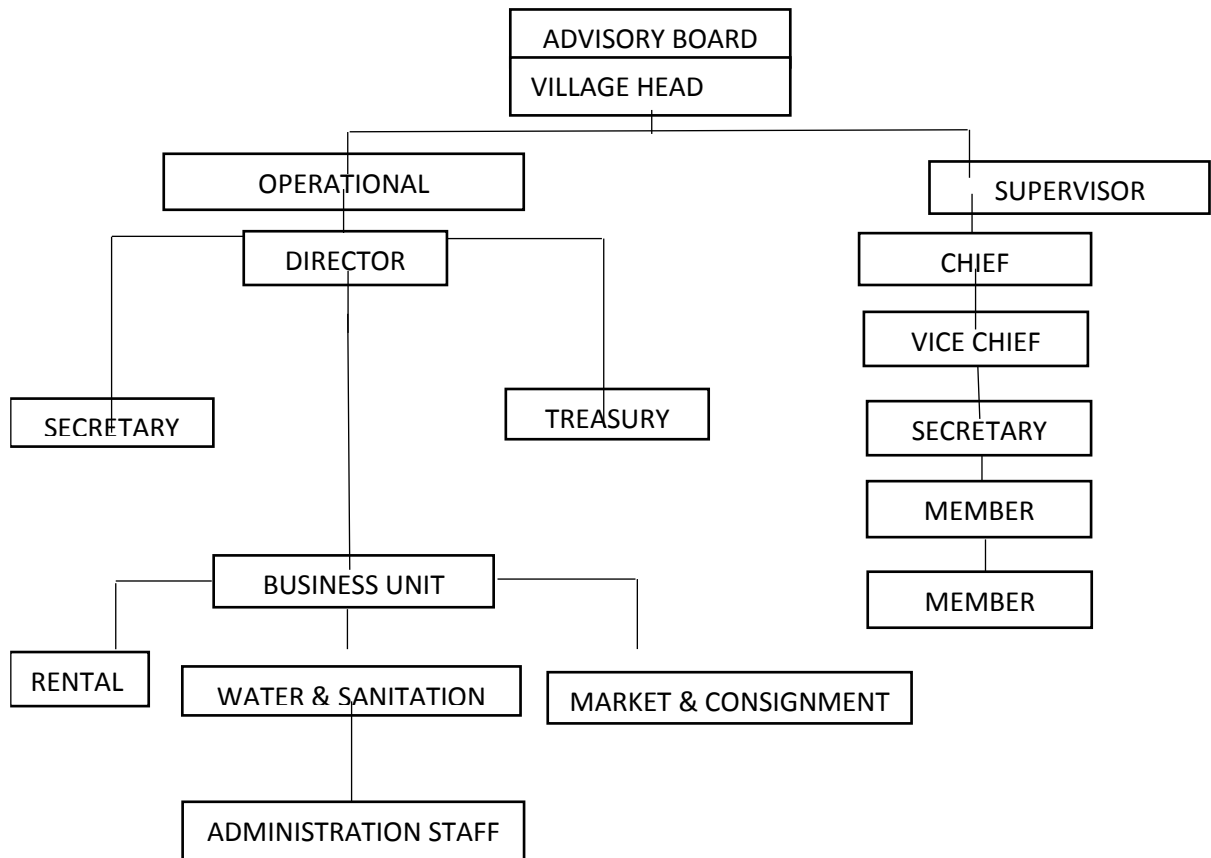 ADVISORY BOARD
VILLAGE HEAD
OPERATIONAL
SUPERVISOR
DIRECTOR
CHIEF
VICE CHIEF
SECRETARY
TREASURY
SECRETARY
MEMBER
BUSINESS UNIT
MEMBER
RENTAL
WATER & SANITATION
MARKET & CONSIGNMENT
ADMINISTRATION STAFF